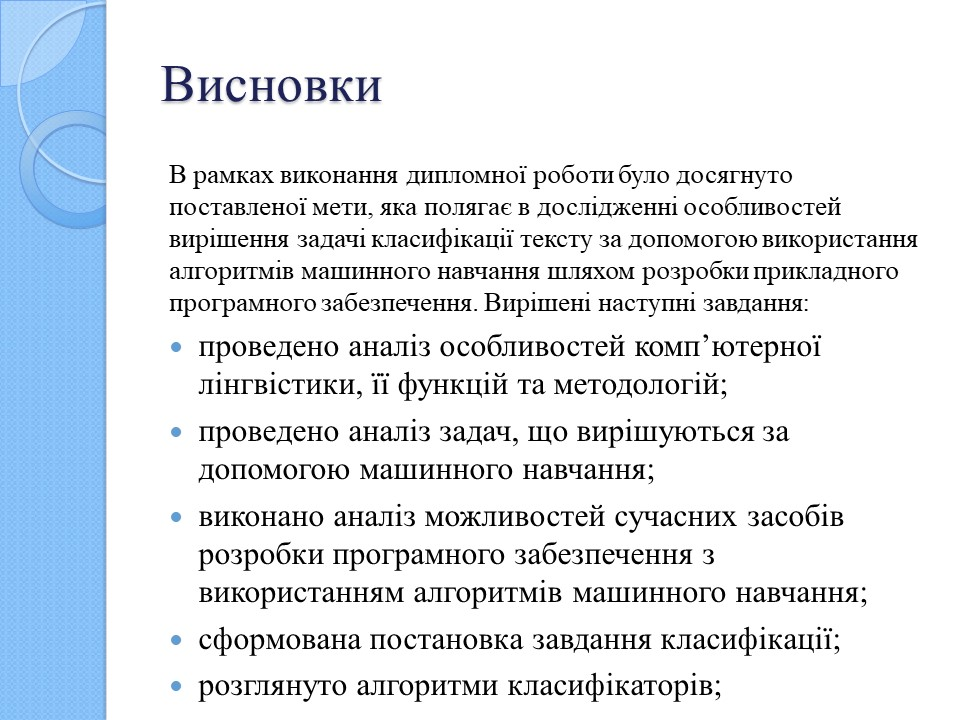 Висновки
В рамках виконання дипломної роботи було досягнуто
поставленої мети, яка полягає в дослідженні особливостей
вирішення задачі класифікації тексту за допомогою використання
алгоритмів машинного навчання шляхом розробки прикладного
програмного забезпечення. Вирішені наступні завдання:
• проведено аналіз особливостей комп’ютерної
лінгвістики, її функцій та методологій;
• проведено аналіз задач, що вирішуються за
допомогою машинного навчання;
• виконано аналіз можливостей сучасних засобів
розробки програмного забезпечення з
використанням алгоритмів машинного навчання;
• сформована постановка завдання класифікації;
• розглянуто алгоритми класифікаторів;